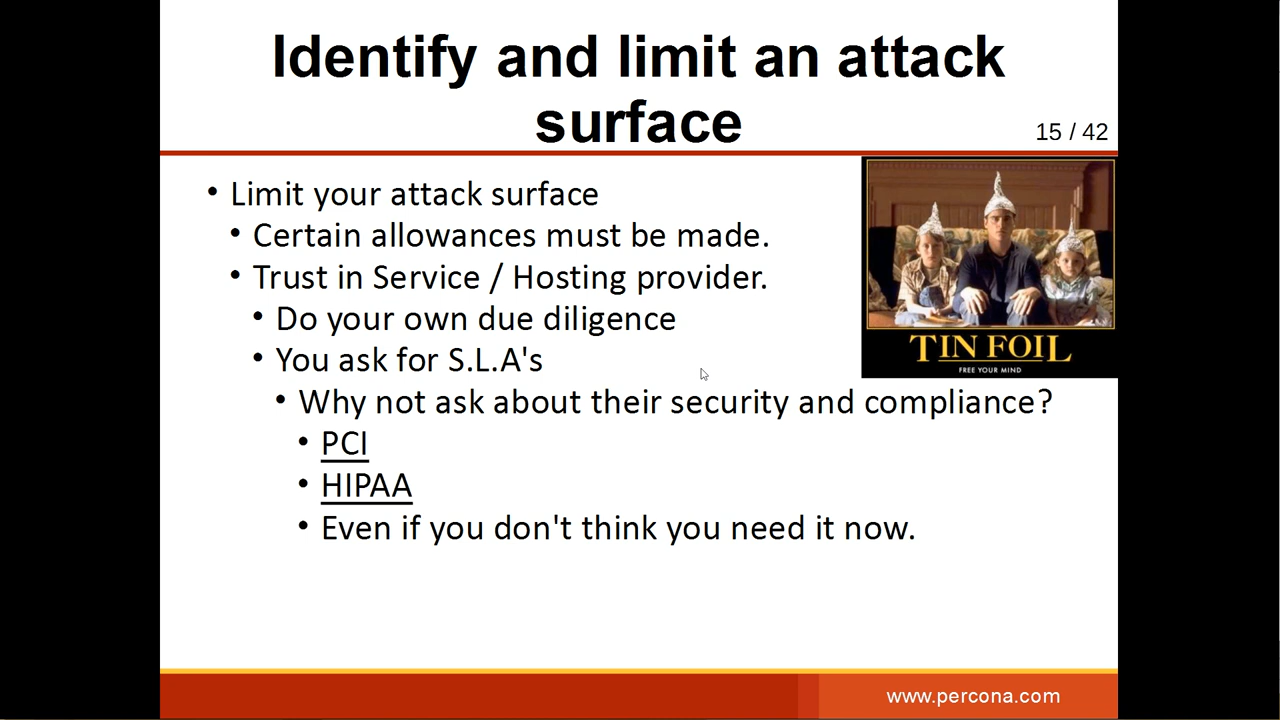 Identify and limit an attack
surface
15 / 42
• Limit your attack surface
• Certain allowances must be made.
• Trust in Service / Hosting provider.
• Do your own due diligence
• You ask for S.L.A's
• Why not ask about their security and compliance?
• PCI
• HIPAA
• Even if you don't think you need it now.
TIN FOIL
FREE YOUR MIND
www.percona.com